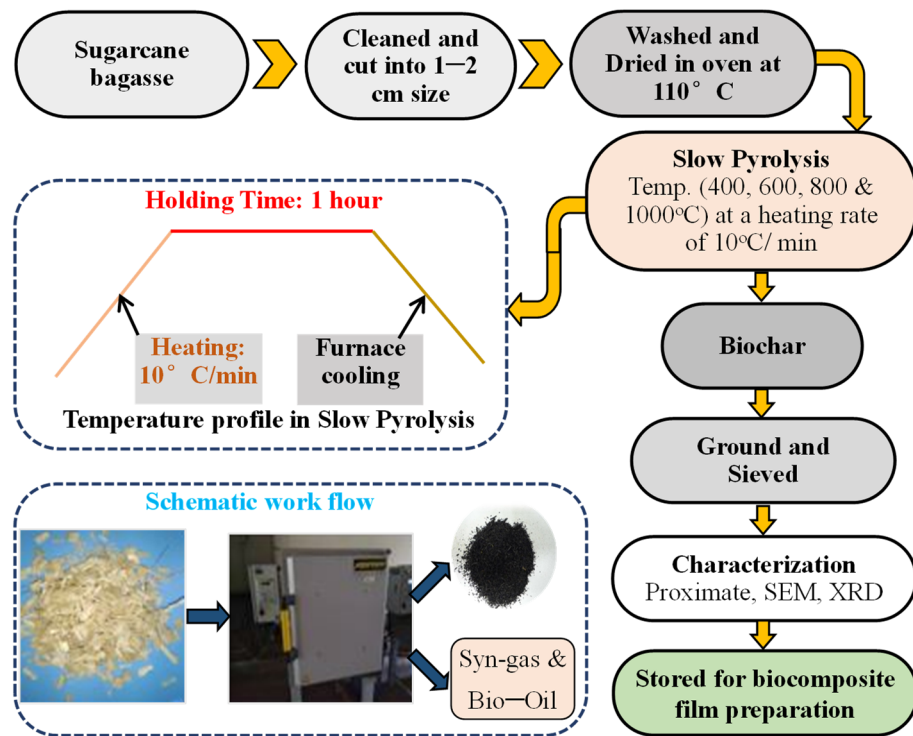 Sugarcane
bagasse
Cleaned and
cut into 1—2
cm size
Washed and
Dried in oven at
110° C
Slow Pyrolysis
Temp. (400, 600, 800 &
1000°C) at a heating rate
of 10°C/ min
Holding Time: 1 hour
Heating:
10° C/min
Furnace
cooling
Temperature profile in Slow Pyrolysis
Biochar
Ground and
Sieved
Characterization
Proximate, SEM, XRD
Stored for biocomposite
film preparation
Schematic work flow
Syn-gas &
Bio—Oil